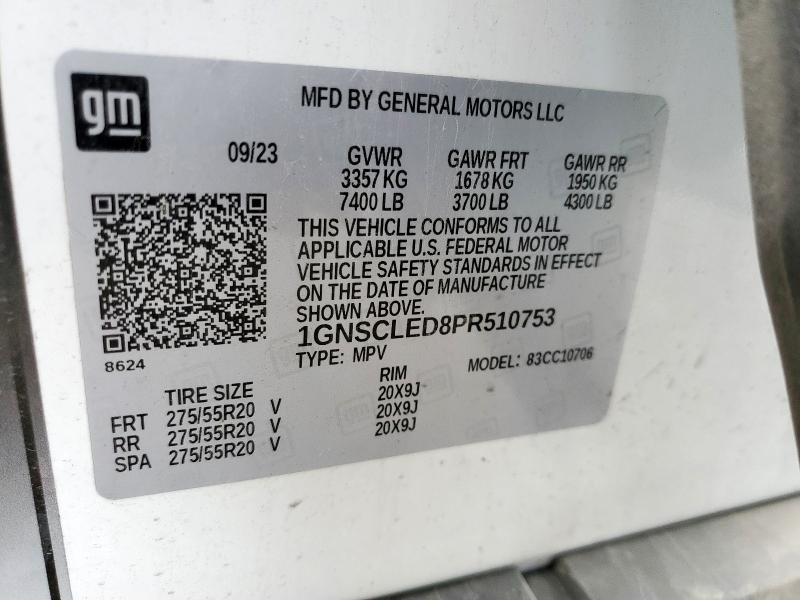 gm
MFD BY GENERAL MOTORS LLC
09/23 GVWR GAWR FRT GAWR RR
3357 KG 1678 KG 1950 KG
7400 LB 3700 LB 4300 LB
THIS VEHICLE CONFORMS TO ALL
APPLICABLE U.S. FEDERAL MOTOR
VEHICLE SAFETY STANDARDS IN EFFECT
ON THE DATE OF MANUFACTURE
SHOWN ABOVE.
1GNSCLED8PR510753
8624 TYPE: MPV MODEL: 83CC10706
TIRE SIZE RIM
FRT 275/55R20 V 20X9J
RR 275/55R20 V 20X9J
SPA 275/55R20 V 20X9J